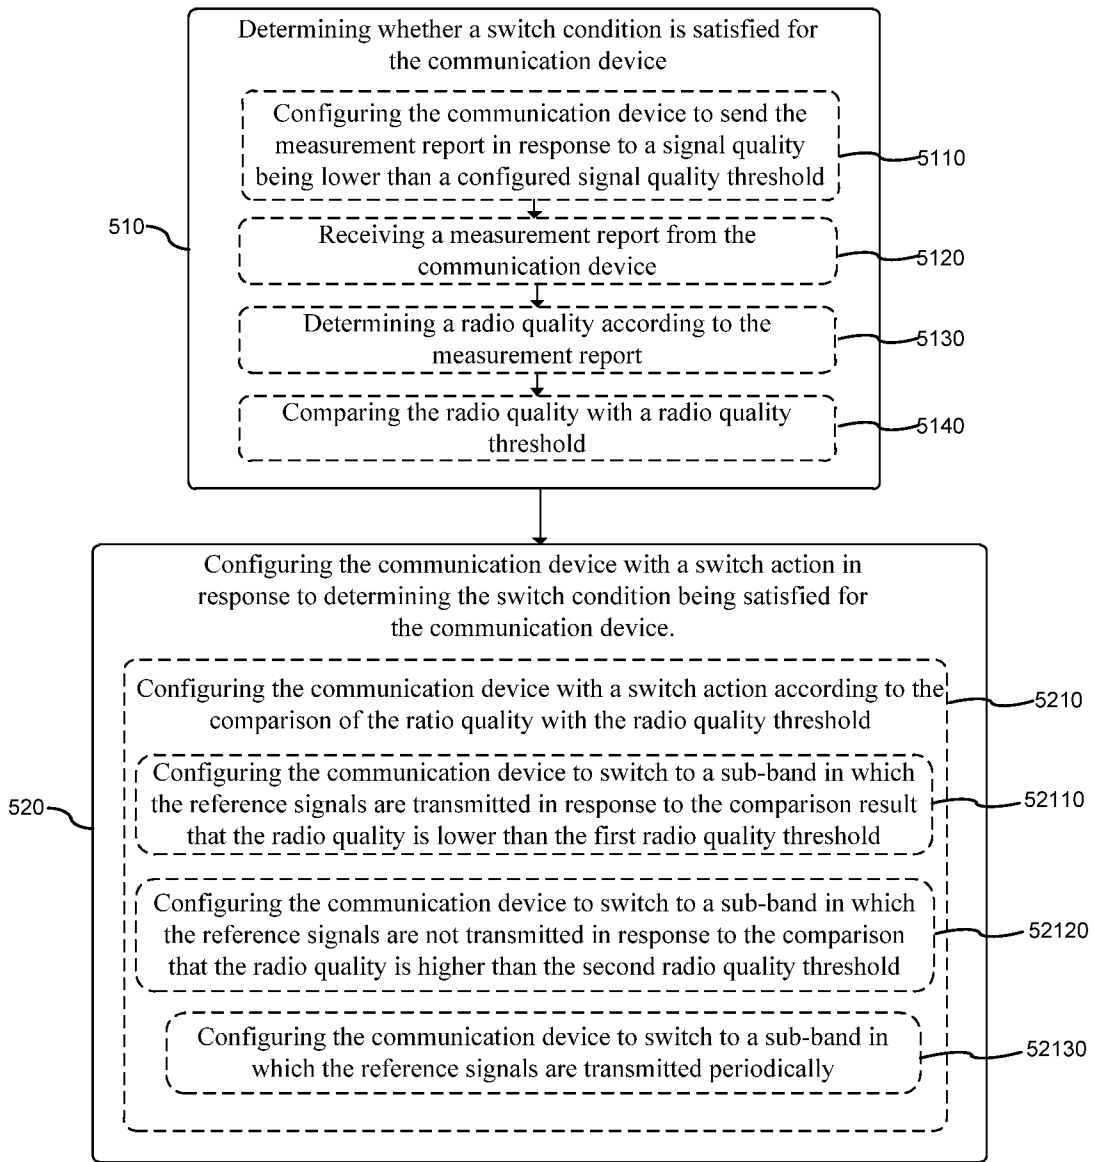 Determining whether a switch condition is satisfied for
the communication device
Configuring the communication device to send the
measurement report in response to a signal quality
being lower than a configured signal quality threshold
5110
510
Receiving a measurement report from the
communication device
5120
Determining a radio quality according to the
measurement report
5130
Comparing the radio quality with a radio quality
threshold
5140
Configuring the communication device with a switch action in
response to determining the switch condition being satisfied for
the communication device.
Configuring the communication device with a switch action according to the
comparison of the ratio quality with the radio quality threshold
5210
Configuring the communication device to switch to a sub-band in which
the reference signals are transmitted in response to the comparison result
that the radio quality is lower than the first radio quality threshold
52110
520
Configuring the communication device to switch to a sub-band in which
the reference signals are not transmitted in response to the comparison
that the radio quality is higher than the second radio quality threshold
52120
Configuring the communication device to switch to a sub-band in
which the reference signals are transmitted periodically
52130